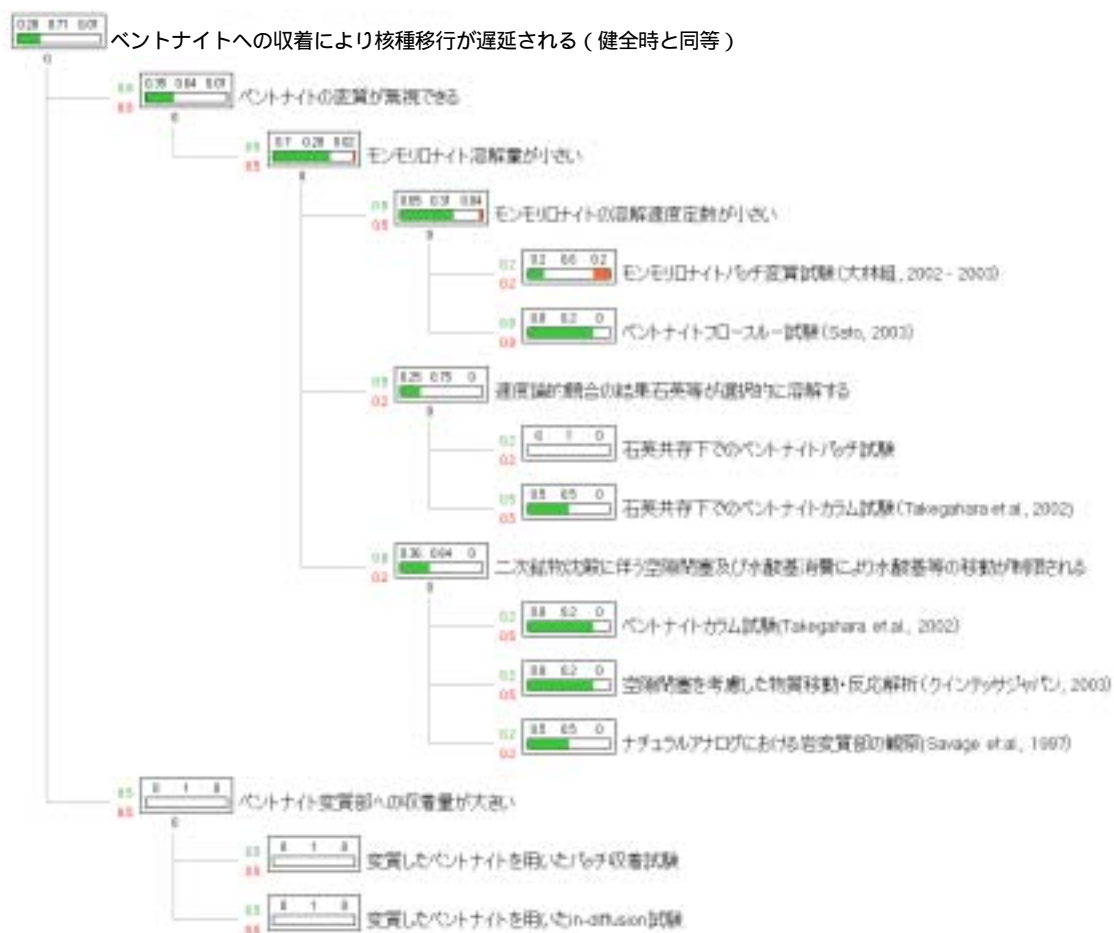 0.28 0.71 0.01
ベントナイトへの収着により核種移行が遅延される(健全時と同等)
0.35 0.64 0.01
ベントナイトの変質が無視できる
0.7 0.28 0.02
モンモリロナイト溶解量が小さい
0.65 0.31 0.04
モンモリロナイトの溶解速度定数が小さい
0.2 0.6 0.2
モンモリロナイトバッチ変質試験(大林組, 2002 - 2003)
0.8 0.2 0
ベントナイトフロースルー試験(Sato, 2003)
0.25 0.75 0
速度論的競合の結果石英等が選択的に溶解する
0 1 0
石英共存下でのベントナイトバッチ試験
0.5 0.5 0
石英共存下でのベントナイトカラム試験(Takegahara et al., 2002)
0.36 0.64 0
二次鉱物沈殿に伴う空隙閉塞及び水酸基消費により水酸基等の移動が制限される
0.8 0.2 0
ベントナイトカラム試験(Takegahara et al., 2002)
0.8 0.2 0
空隙閉塞を考慮した物質移動・反応解析(クインテッサジャパン, 2003)
0.5 0.5 0
ナチュラルアナログにおける岩変質部の観察(Savage et al., 1997)
0 1 0
ベントナイト変質部への収着量が大きい
0 1 0
変質したベントナイトを用いたバッチ収着試験
0 1 0
変質したベントナイトを用いたin-diffusion試験